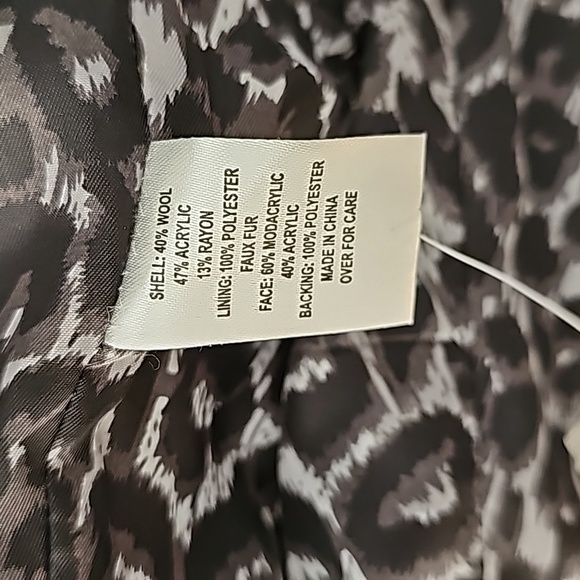 SHELL: 40% WOOL
47% ACRYLIC
13% RAYON
LINING: 100% POLYESTER
FAUX FUR
FACE: 60% MODACRYLIC
40% ACRYLIC
BACKING: 100% POLYESTER
MADE IN CHINA
OVER FOR CARE